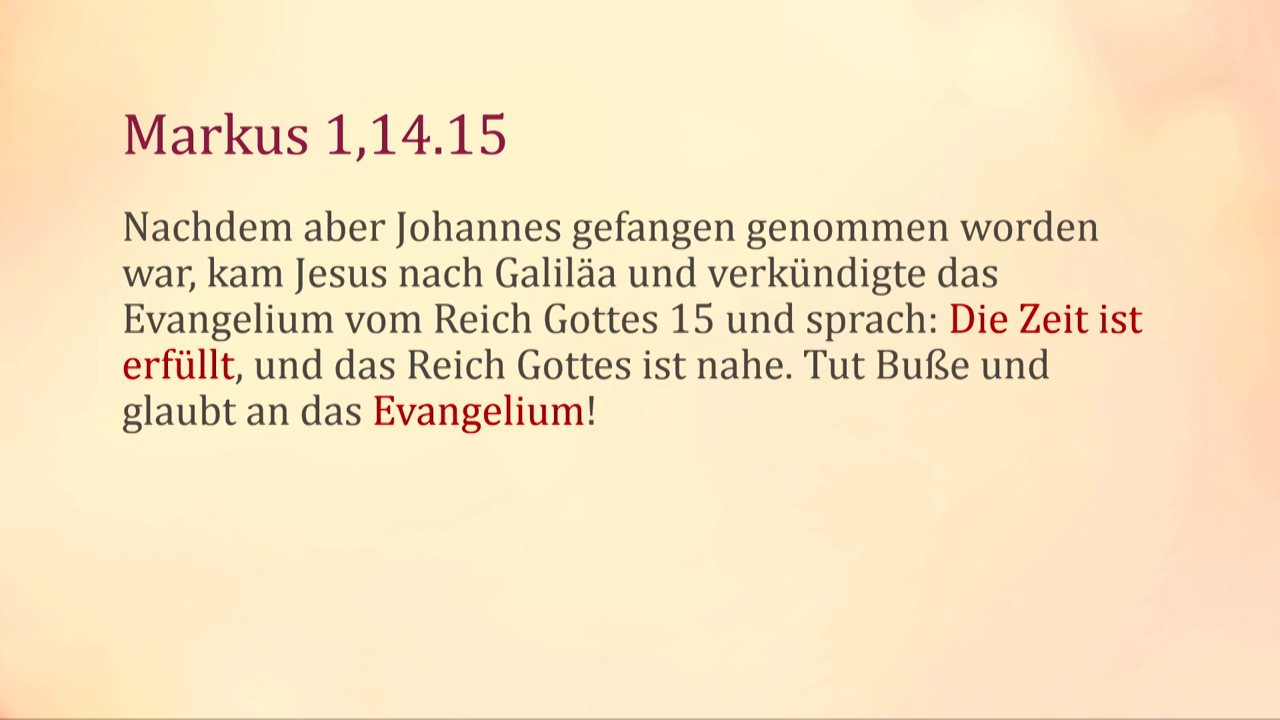 Markus 1,14.15
Nachdem aber Johannes gefangen genommen worden
war, kam Jesus nach Galiläa und verkündigte das
Evangelium vom Reich Gottes 15 und sprach: Die Zeit ist
erfüllt, und das Reich Gottes ist nahe. Tut Buße und
glaubt an das Evangelium!